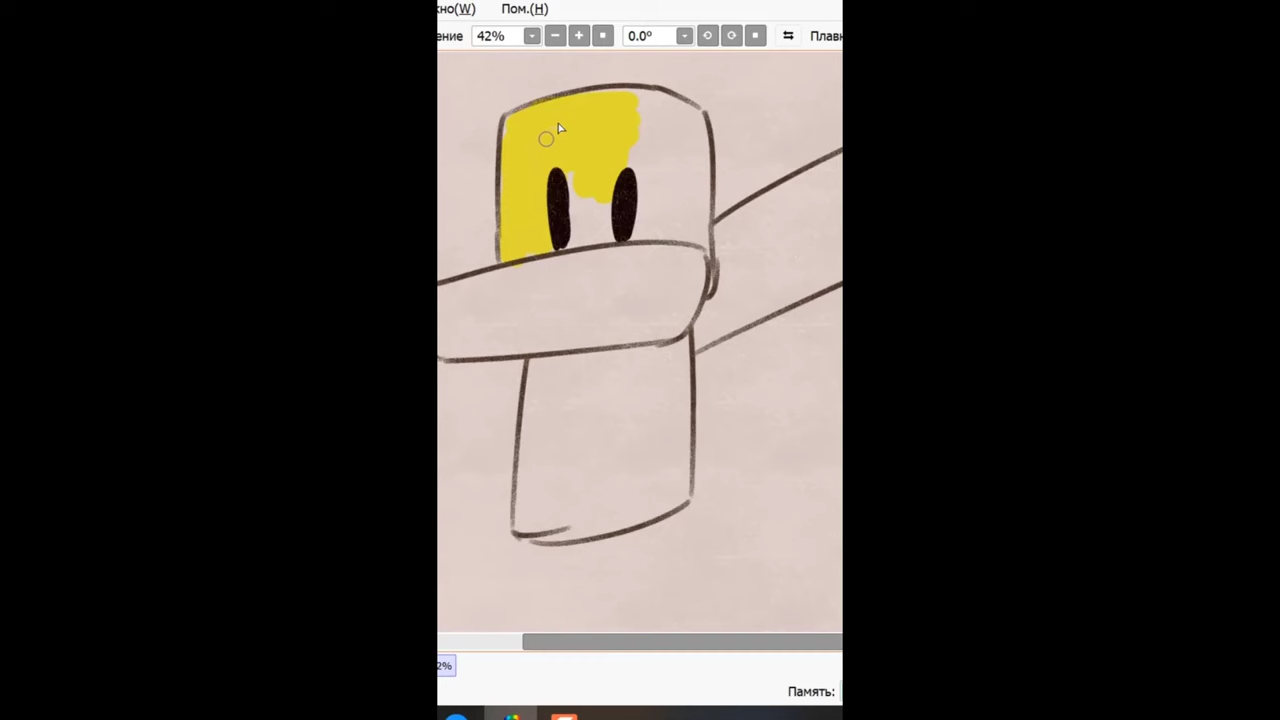 кно(W) Пом.(H)
ение 42% 0.0° Плавн
2%
Память: